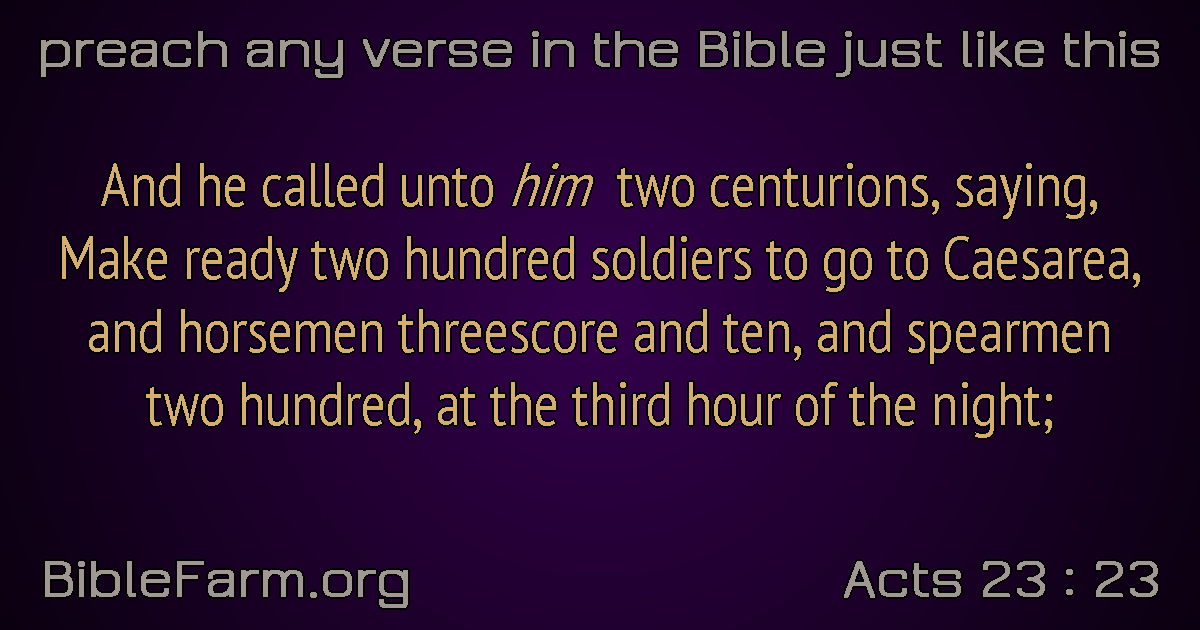 preach any verse in the Bible just like this
And he called unto him two centurions, saying,
Make ready two hundred soldiers to go to Caesarea,
and horsemen threescore and ten, and spearmen
two hundred, at the third hour of the night;
BibleFarm.org
Acts 23 : 23